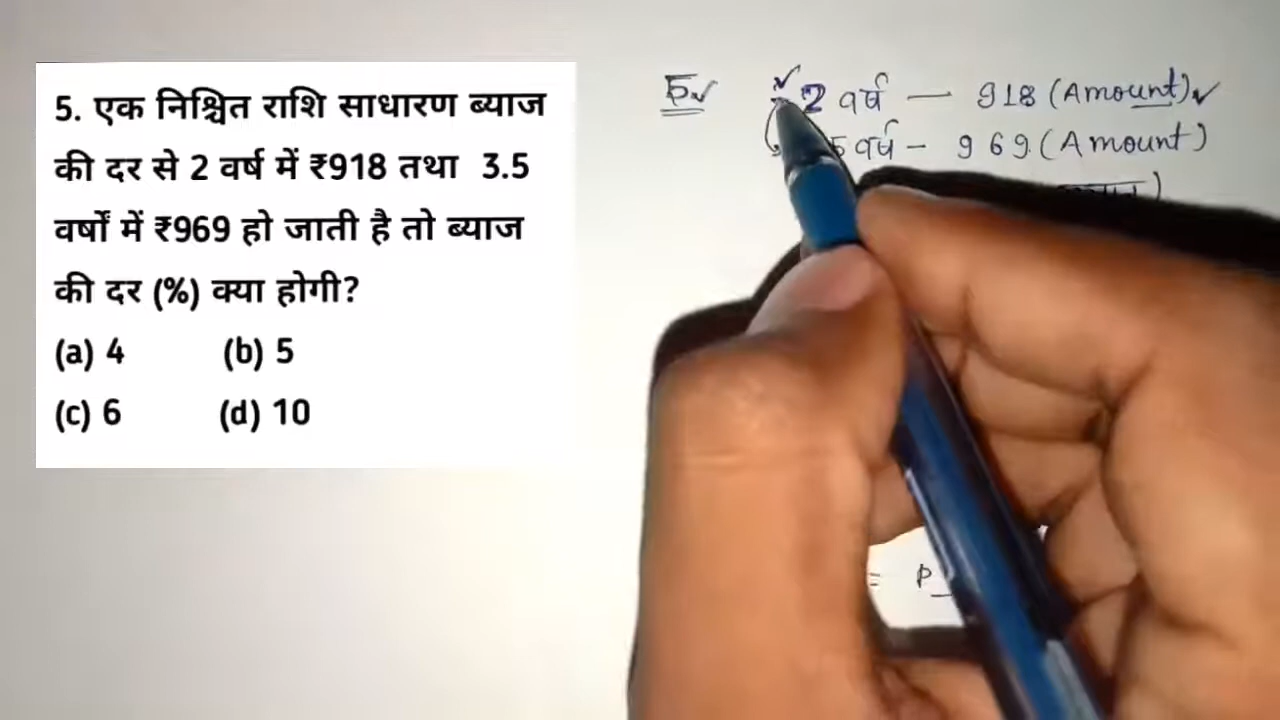 5. एक निश्चित राशि साधारण ब्याज
की दर से 2 वर्ष में ₹918 तथा 3.5
वर्षों में ₹969 हो जाती है तो ब्याज
की दर (%) क्या होगी?
(a) 4 (b) 5
(c) 6 (d) 10
5
2 वर्ष — 918 (Amount)
5 वर्ष – 969 (Amount)
= P